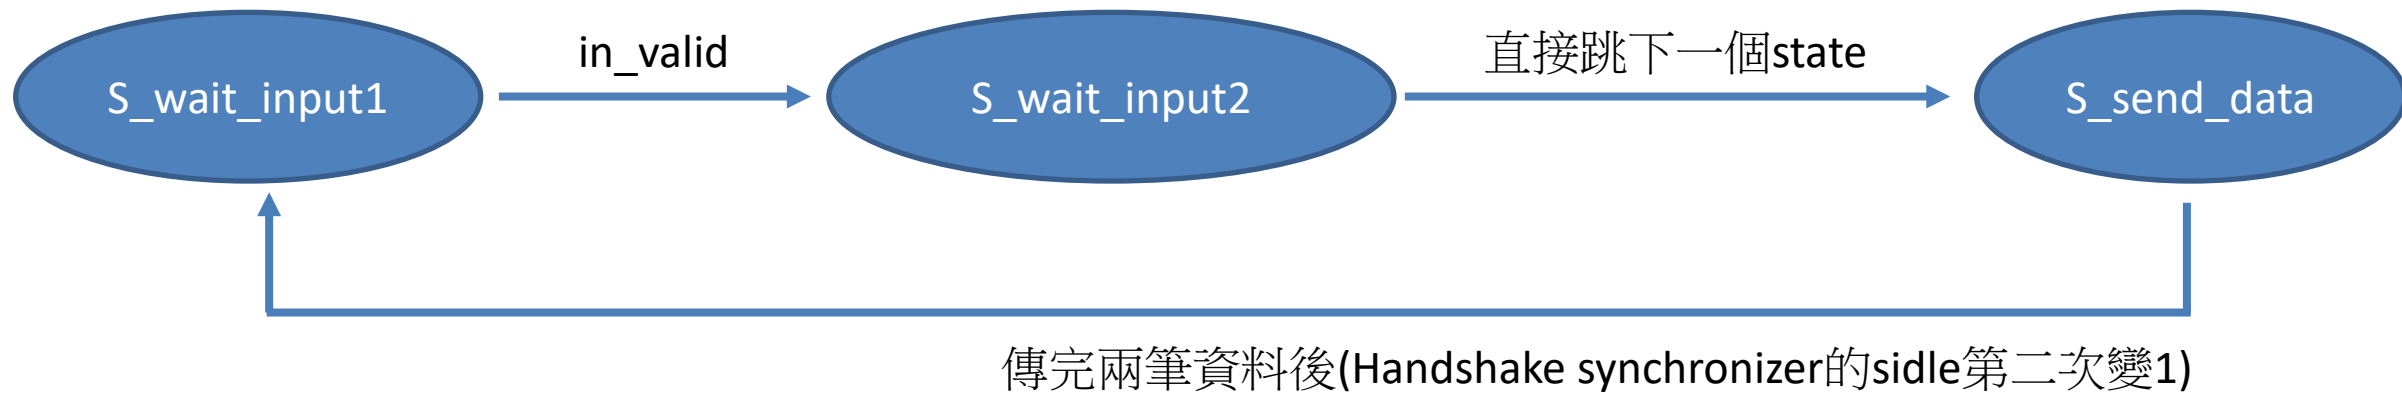 in_valid
直接跳下一個state
S_wait_input1
S_wait_input2
S_send_data
傳完兩筆資料後(Handshake synchronizer的sidle第二次變1)